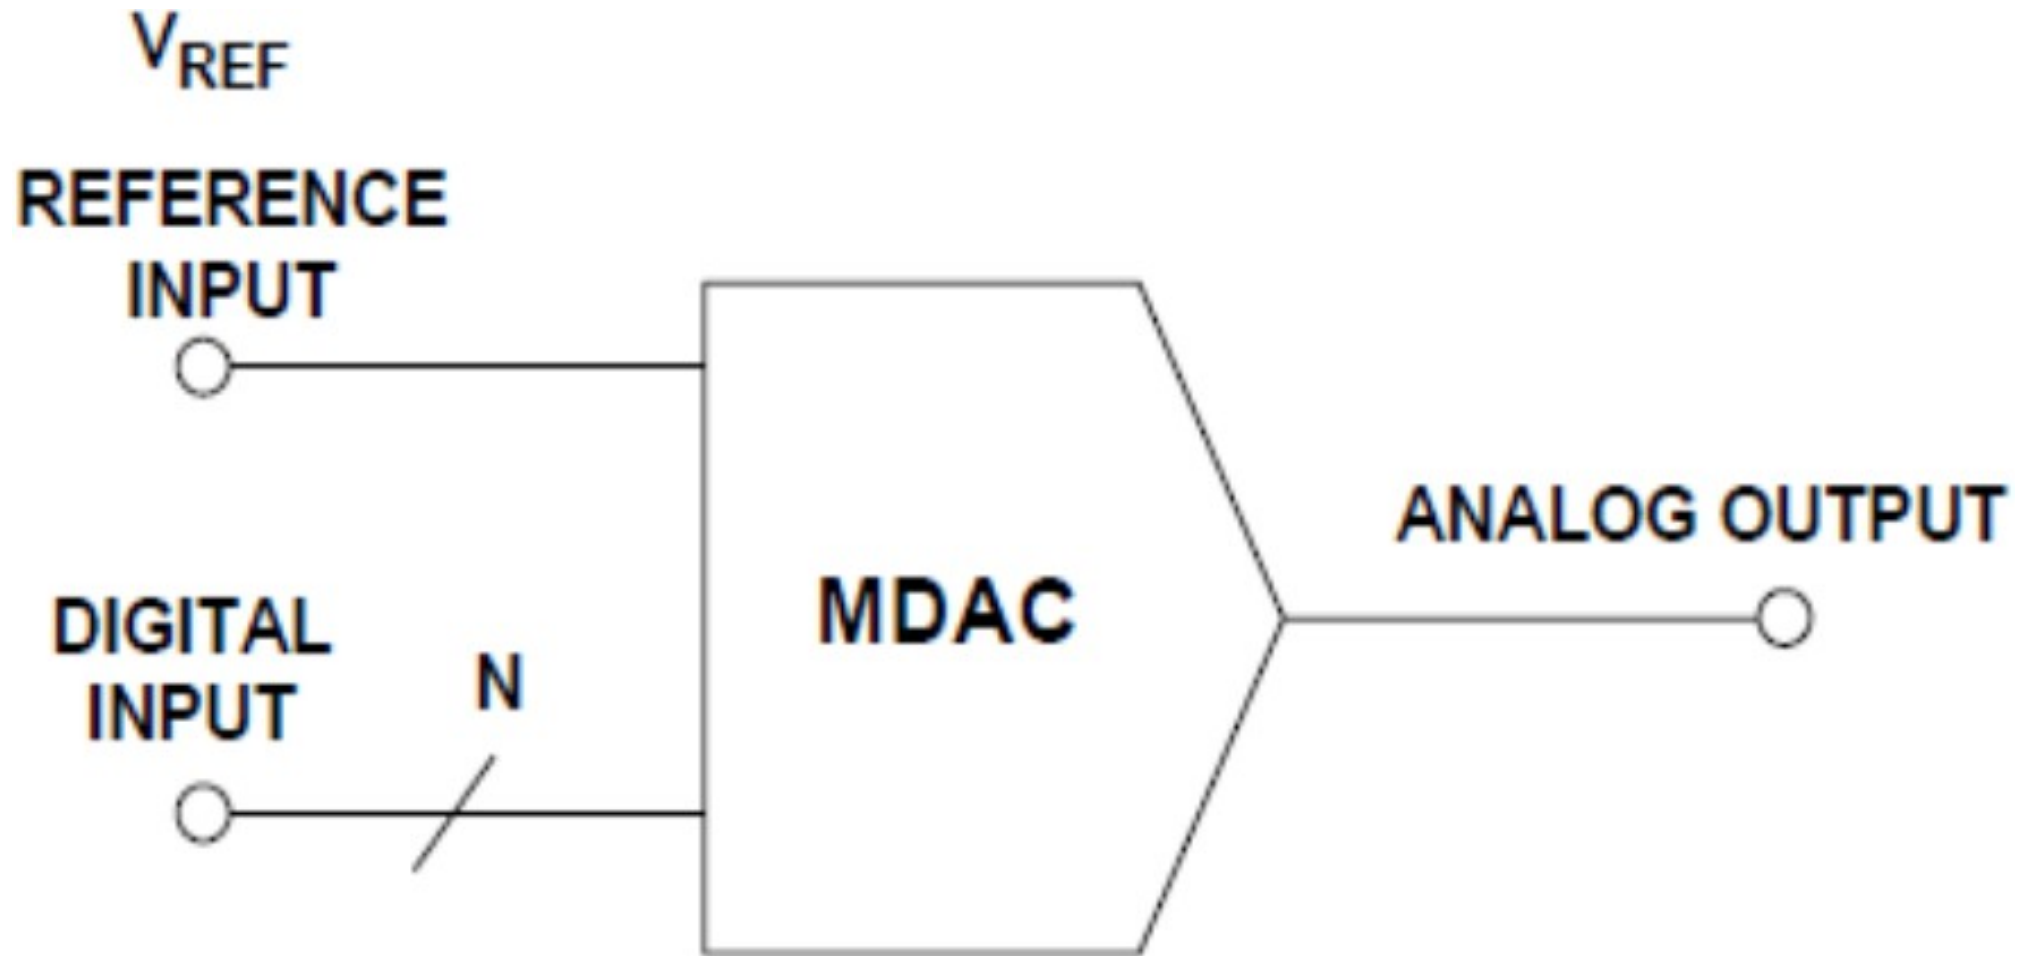 VREF
REFERENCE
INPUT
DIGITAL
INPUT
N
MDAC
ANALOG OUTPUT